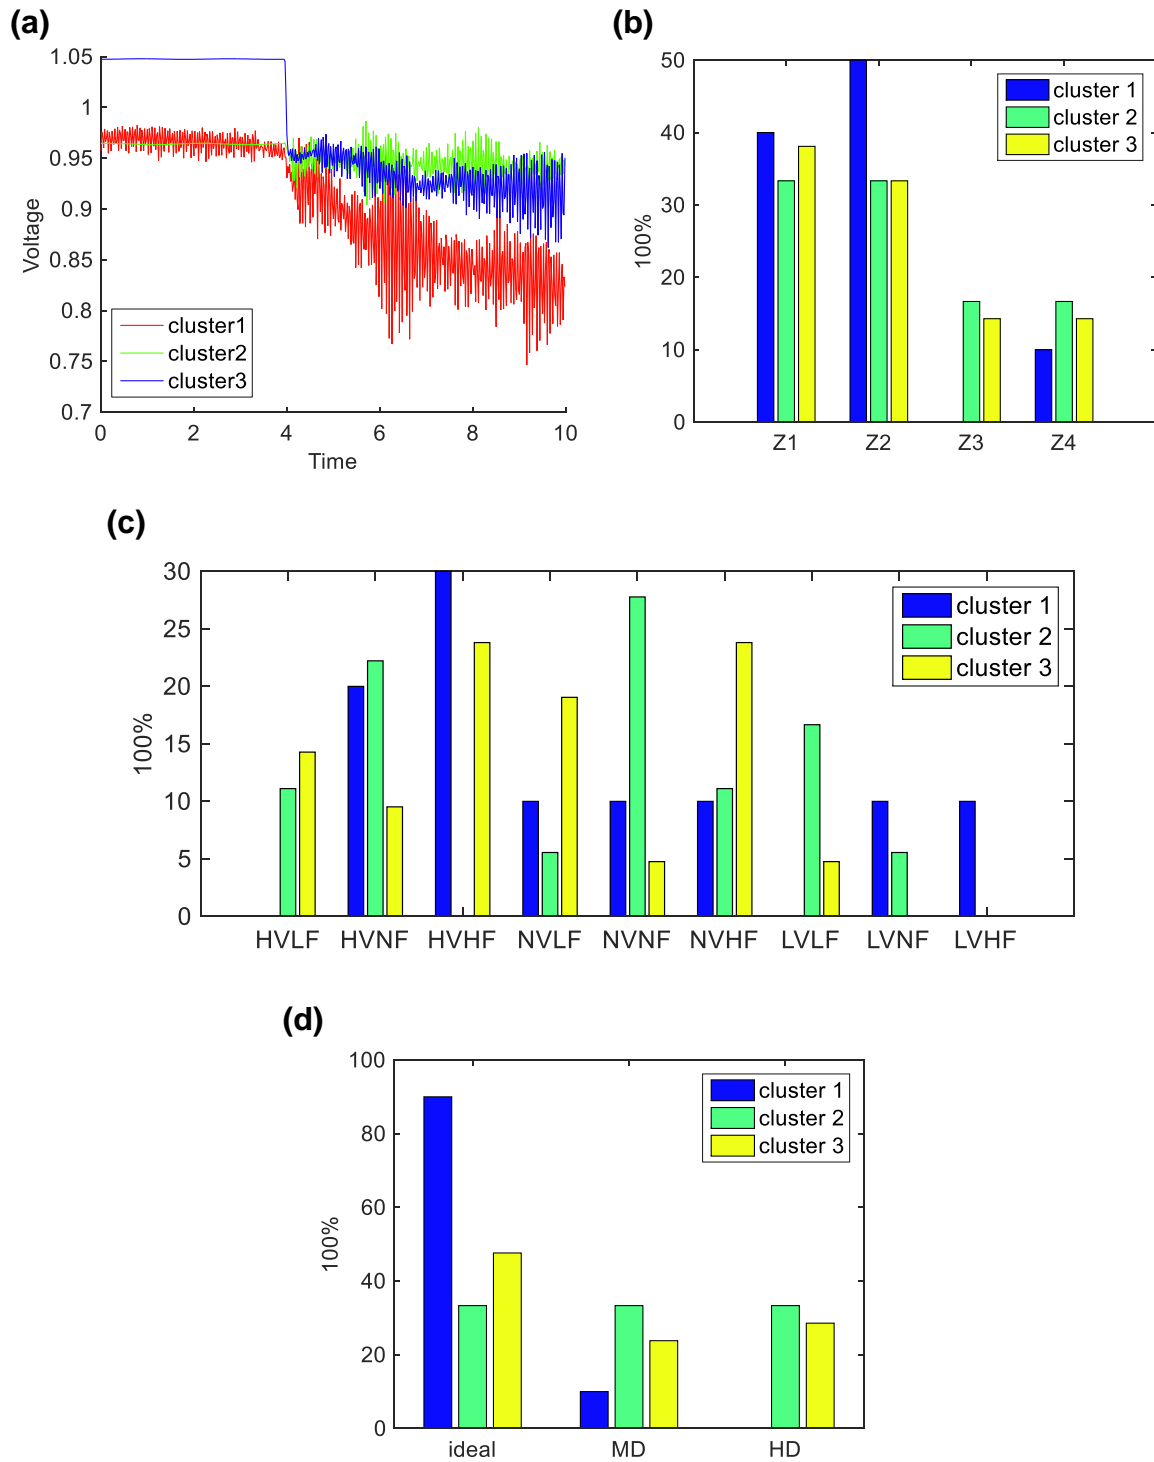 (a)
1.05
1
0.95
0.9
0.85
0.8
0.75
0.7
Voltage
cluster1
cluster2
cluster3
0 2 4 6 8 10
Time
(b)
50
40
30
20
10
0
100%
cluster 1
cluster 2
cluster 3
Z1 Z2 Z3 Z4
(c)
30
25
20
15
10
5
0
100%
cluster 1
cluster 2
cluster 3
HVLF HVNF HVHF NVLF NVNF NVHF LVLF LVNF LVHF
(d)
100
80
60
40
20
0
100%
cluster 1
cluster 2
cluster 3
ideal MD HD